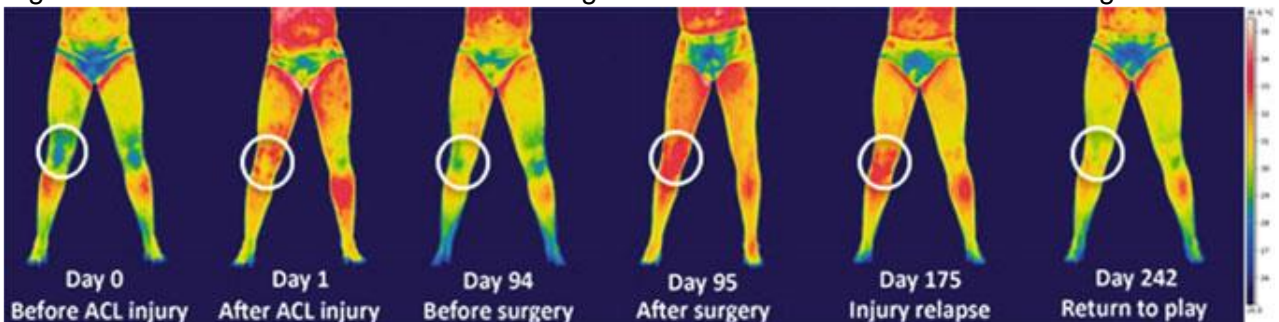 Day 0
Before ACL injury
Day 1
After ACL injury
Day 94
Before surgery
Day 95
After surgery
Day 175
Injury relapse
Day 242
Return to play